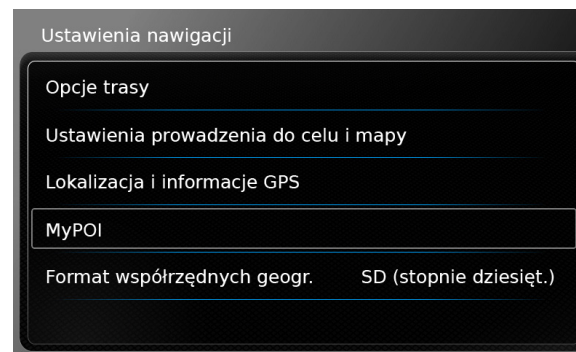 Ustawienia nawigacji
Opcje trasy
Ustawienia prowadzenia do celu i mapy
Lokalizacja i informacje GPS
MyPOI
Format współrzędnych geogr. SD (stopnie dziesięt.)